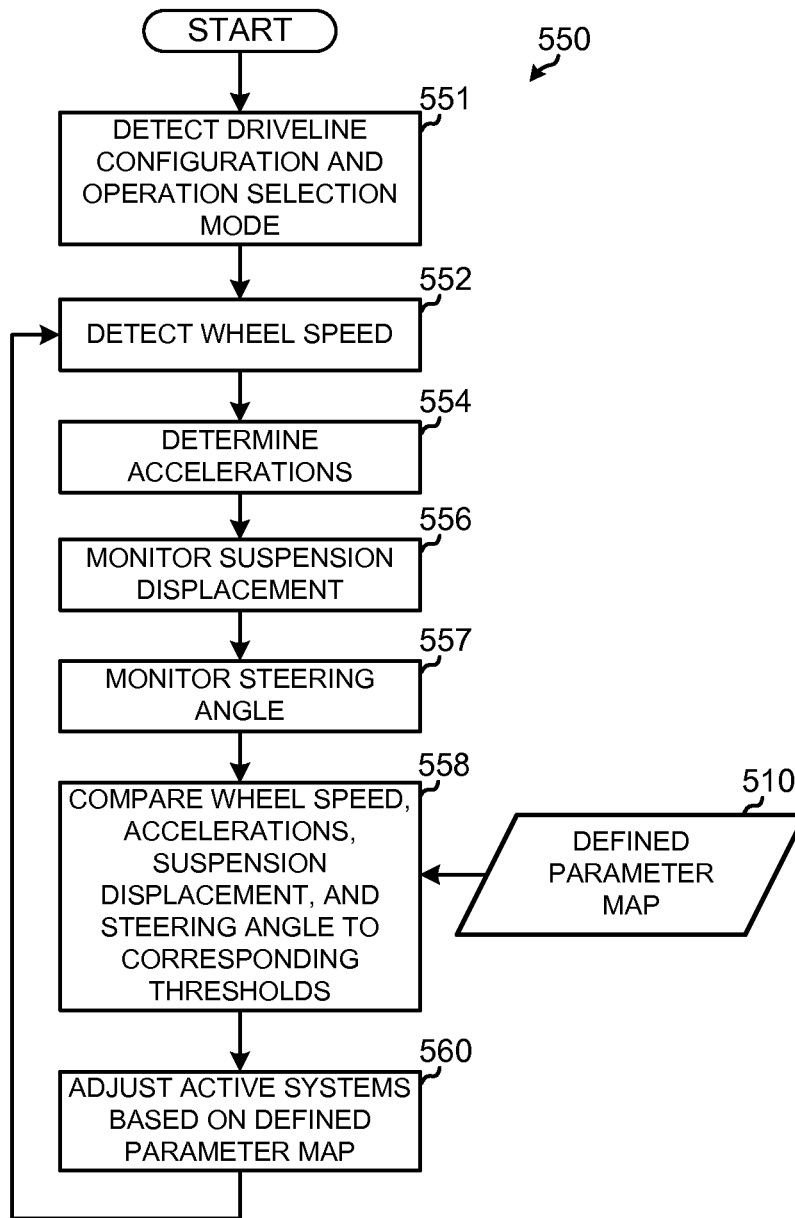 START
550
551
DETECT DRIVELINE
CONFIGURATION AND
OPERATION SELECTION
MODE
552
DETECT WHEEL SPEED
554
DETERMINE
ACCELERATIONS
556
MONITOR SUSPENSION
DISPLACEMENT
557
MONITOR STEERING
ANGLE
558
COMPARE WHEEL SPEED,
ACCELERATIONS,
SUSPENSION
DISPLACEMENT, AND
STEERING ANGLE TO
CORRESPONDING
THRESHOLDS
510
DEFINED
PARAMETER
MAP
560
ADJUST ACTIVE SYSTEMS
BASED ON DEFINED
PARAMETER MAP